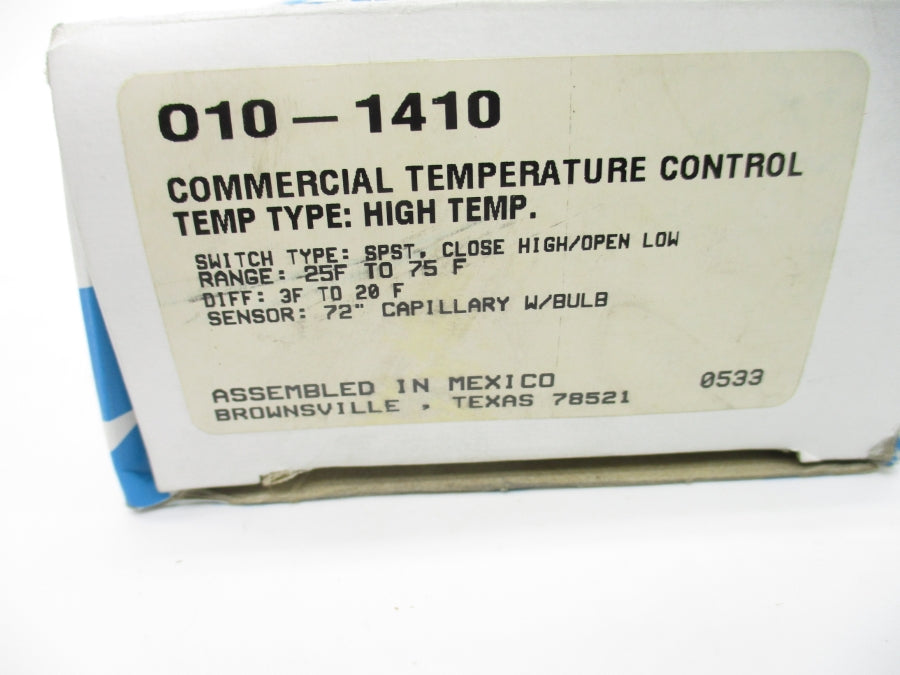 010-1410
COMMERCIAL TEMPERATURE CONTROL
TEMP TYPE: HIGH TEMP.
SWITCH TYPE: SPST, CLOSE HIGH/OPEN LOW
RANGE: 25F TO 75 F
DIFF: 3F TO 20 F
SENSOR: 72" CAPILLARY W/BULB
ASSEMBLED IN MEXICO 0533
BROWNSVILLE , TEXAS 78521